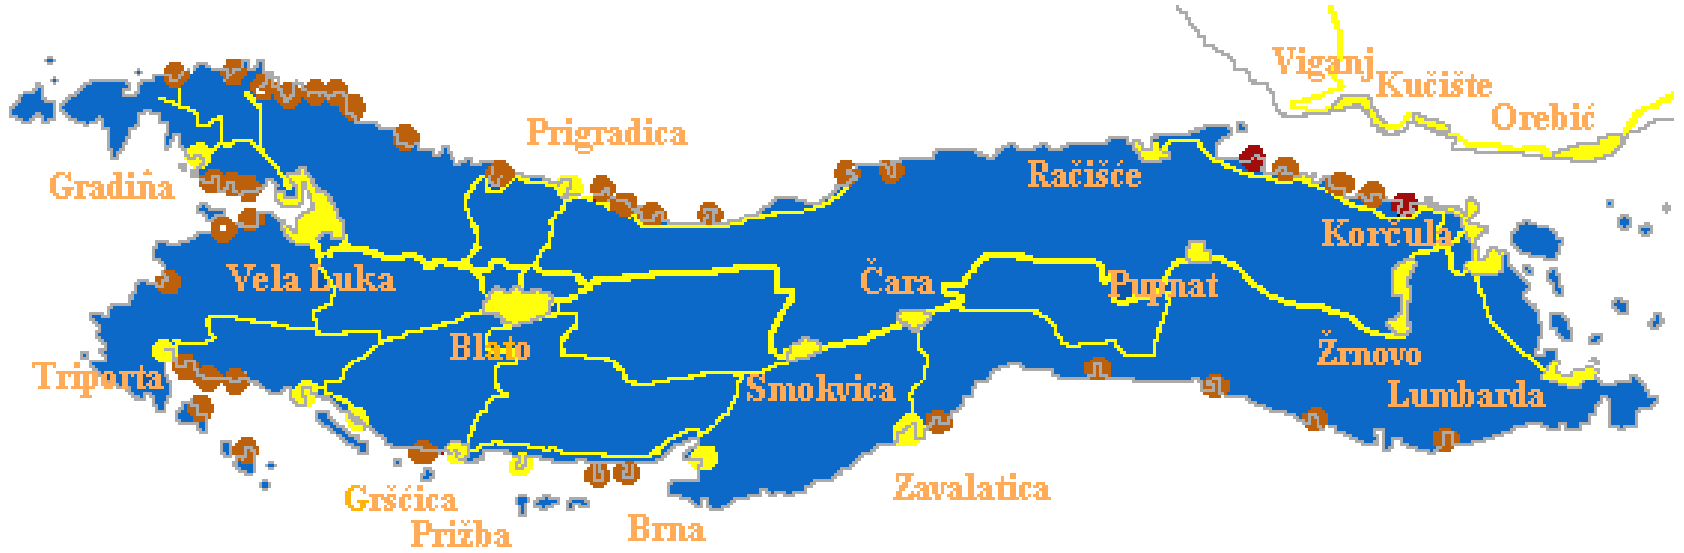 Viganj
Kučište
Orebić
Prigradica
Račišće
Gradina
Korčula
Vela Luka
Čara
Pupnat
Blato
Žrnovo
Triporta
Smokvica
Lumbarda
Zavalatica
Grščica
Prižba
Brna